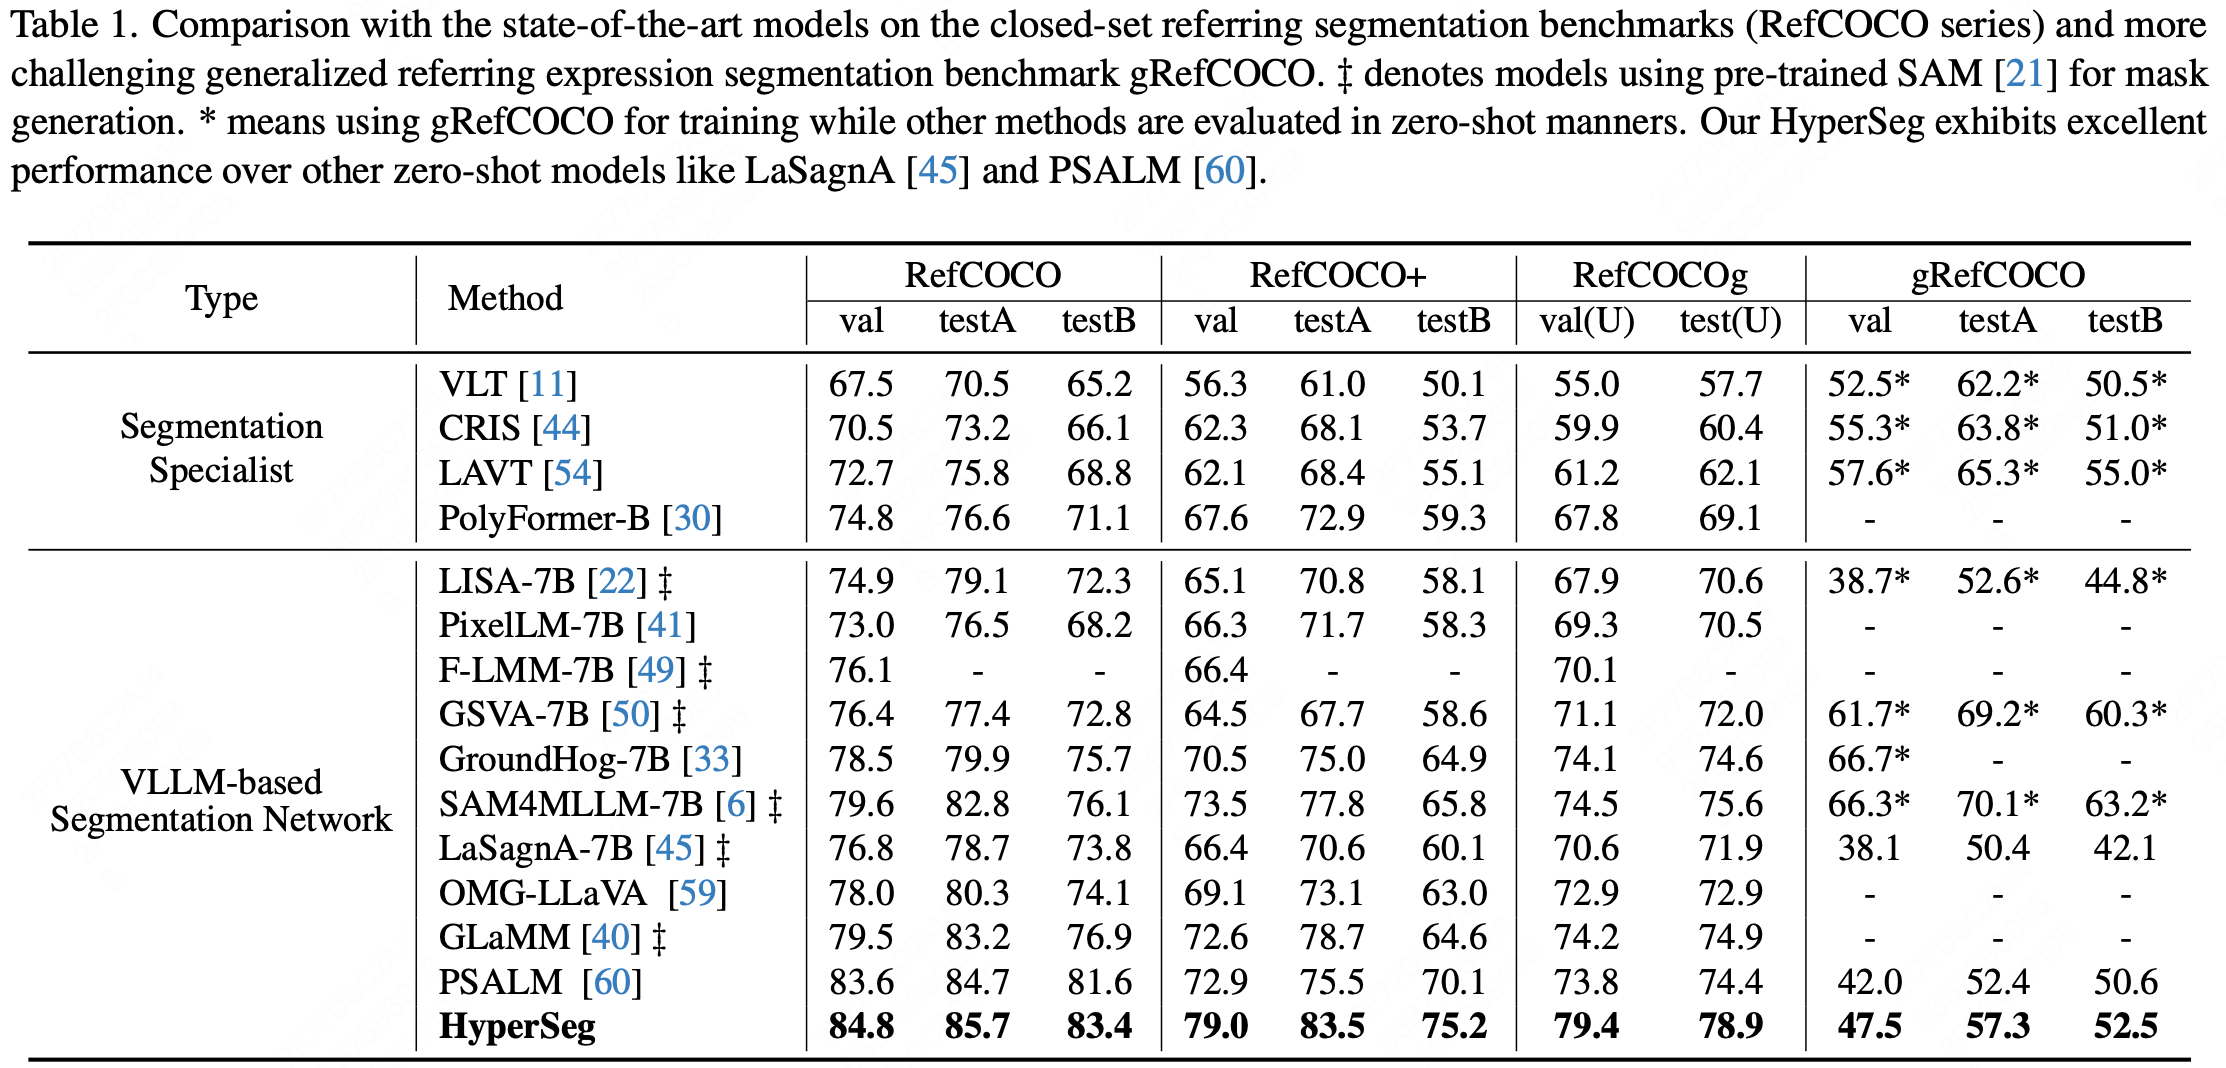 Table 1. Comparison with the state-of-the-art models on the closed-set referring segmentation benchmarks (RefCOCO series) and more
challenging generalized referring expression segmentation benchmark gRefCOCO. ‡ denotes models using pre-trained SAM [21] for mask
generation. * means using gRefCOCO for training while other methods are evaluated in zero-shot manners. Our HyperSeg exhibits excellent
performance over other zero-shot models like LaSagnA [45] and PSALM [60].
Type Method RefCOCO RefCOCO+ RefCOCOg gRefCOCO
val testA testB val testA testB val(U) test(U) val testA testB
Segmentation
Specialist
VLT [11] 67.5 70.5 65.2 56.3 61.0 50.1 55.0 57.7 52.5* 62.2* 50.5*
CRIS [44] 70.5 73.2 66.1 62.3 68.1 53.7 59.9 60.4 55.3* 63.8* 51.0*
LAVT [54] 72.7 75.8 68.8 62.1 68.4 55.1 61.2 62.1 57.6* 65.3* 55.0*
PolyFormer-B [30] 74.8 76.6 71.1 67.6 72.9 59.3 67.8 69.1 - - -
VLLM-based
Segmentation Network
LISA-7B [22] ‡ 74.9 79.1 72.3 65.1 70.8 58.1 67.9 70.6 38.7* 52.6* 44.8*
PixelLM-7B [41] 73.0 76.5 68.2 66.3 71.7 58.3 69.3 70.5 - - -
F-LMM-7B [49] ‡ 76.1 - - 66.4 - - 70.1 - - - -
GSVA-7B [50] ‡ 76.4 77.4 72.8 64.5 67.7 58.6 71.1 72.0 61.7* 69.2* 60.3*
GroundHog-7B [33] 78.5 79.9 75.7 70.5 75.0 64.9 74.1 74.6 66.7* - -
SAM4MLLM-7B [6] ‡ 79.6 82.8 76.1 73.5 77.8 65.8 74.5 75.6 66.3* 70.1* 63.2*
LaSagnA-7B [45] ‡ 76.8 78.7 73.8 66.4 70.6 60.1 70.6 71.9 38.1 50.4 42.1
OMG-LLaVA [59] 78.0 80.3 74.1 69.1 73.1 63.0 72.9 72.9 - - -
GLaMM [40] ‡ 79.5 83.2 76.9 72.6 78.7 64.6 74.2 74.9 - - -
PSALM [60] 83.6 84.7 81.6 72.9 75.5 70.1 73.8 74.4 42.0 52.4 50.6
HyperSeg 84.8 85.7 83.4 79.0 83.5 75.2 79.4 78.9 47.5 57.3 52.5